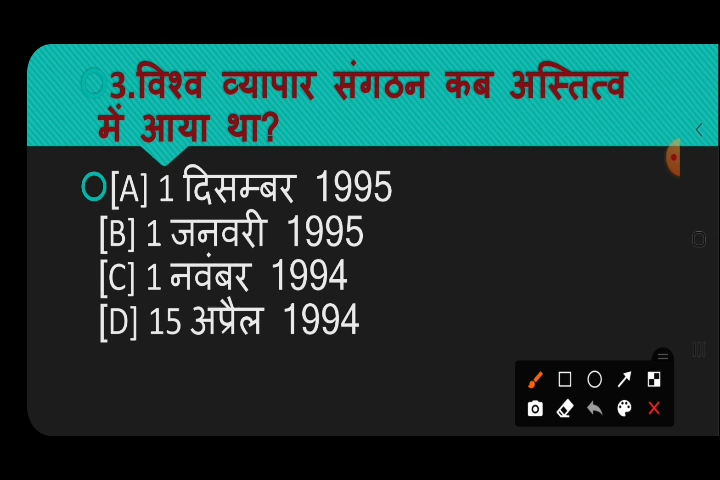 3.विश्व व्यापार संगठन कब अस्तित्व
में आया था?
[A] 1 दिसम्बर 1995
[B] 1 जनवरी 1995
[C] 1 नवंबर 1994
[D] 15 अप्रैल 1994